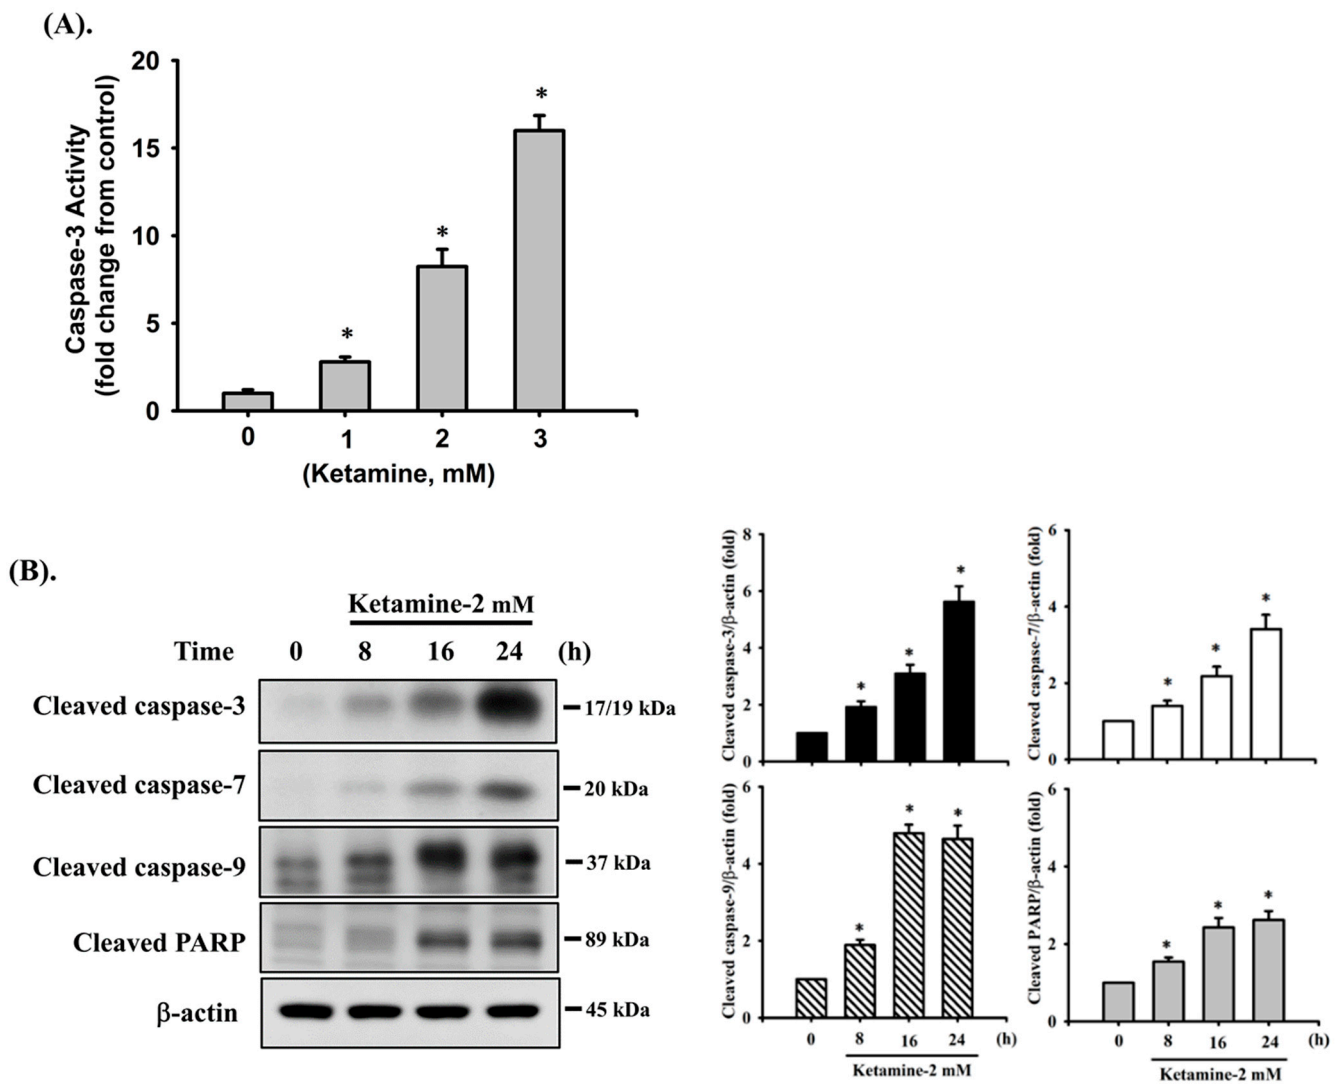 (A).
20
15
10
5
0
Caspase-3 Activity
(fold change from control)
*
*
*
0 1 2 3
(Ketamine, mM)
(B).
Ketamine-2 mM
Time 0 8 16 24 (h)
Cleaved caspase-3 17/19 kDa
Cleaved caspase-7 20 kDa
Cleaved caspase-9 37 kDa
Cleaved PARP 89 kDa
β-actin 45 kDa
Cleaved caspase-3/β-actin (fold)
8
6
4
2
0
* * *
Cleaved caspase-7/β-actin (fold)
6
4
2
0
* * *
Cleaved caspase-9/β-actin (fold)
6
4
2
0
* * *
0 8 16 24 (h)
Ketamine-2 mM
Cleaved PARP/β-actin (fold)
6
4
2
0
* * *
0 8 16 24 (h)
Ketamine-2 mM